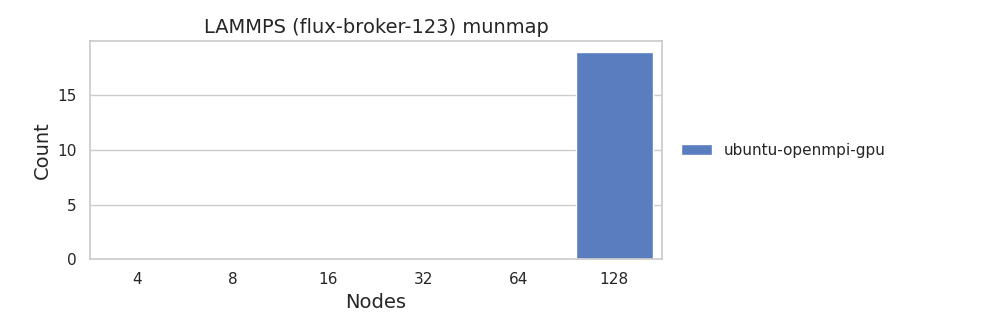 LAMMPS (flux-broker-123) munmap
Count
15
10
5
0
4 8 16 32 64 128
Nodes
ubuntu-openmpi-gpu